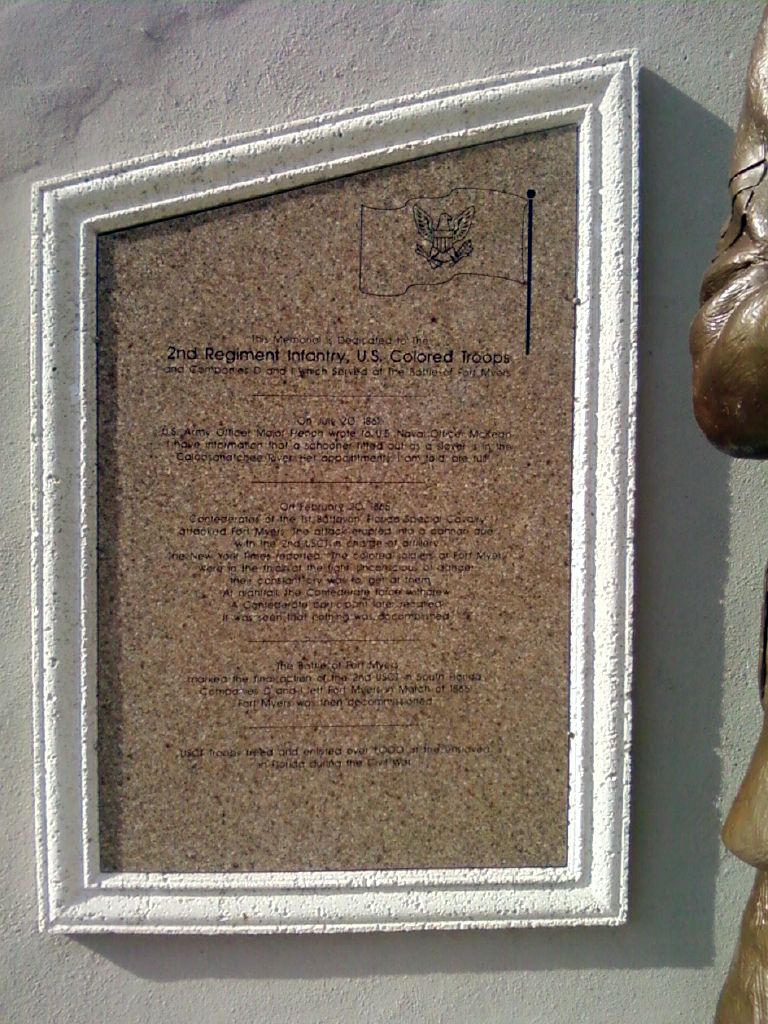 This Memorial is Dedicated to The
2nd Regiment Infantry, U.S. Colored Troops
and Companies D and I which Served at The Battle of Fort Myers
On July 20, 186
U.S. Army Officer Major French wrote to U.S. Naval Officer McKean
I have information that a schooner fitted out as a slaver is in the
Caloosahatchee River. Her appointments, I am told, are full
On February 20, 1865
Confederates of the 1st Battalion, Florida Special Cavalry
attacked Fort Myers. The attack erupted into a cannon duel
with the 2nd USCT in charge of artillery
The New York Times reported, "The colored soldiers at Fort Myers
were in the thick of the fight. Unconscious of danger
their constant cry was to get at them
At nightfall, the Confederate force withdrew
A Confederate participant later recalled
It was seen that nothing was accomplished
The Battle of Fort Myers
marked the final action of the 2nd USCT in South Florida
Companies D and I left Fort Myers in March of 1865
Fort Myers was then decommissioned
USCT Troops freed and enlisted over 1,000 of the enslaved
in Florida during the Civil War